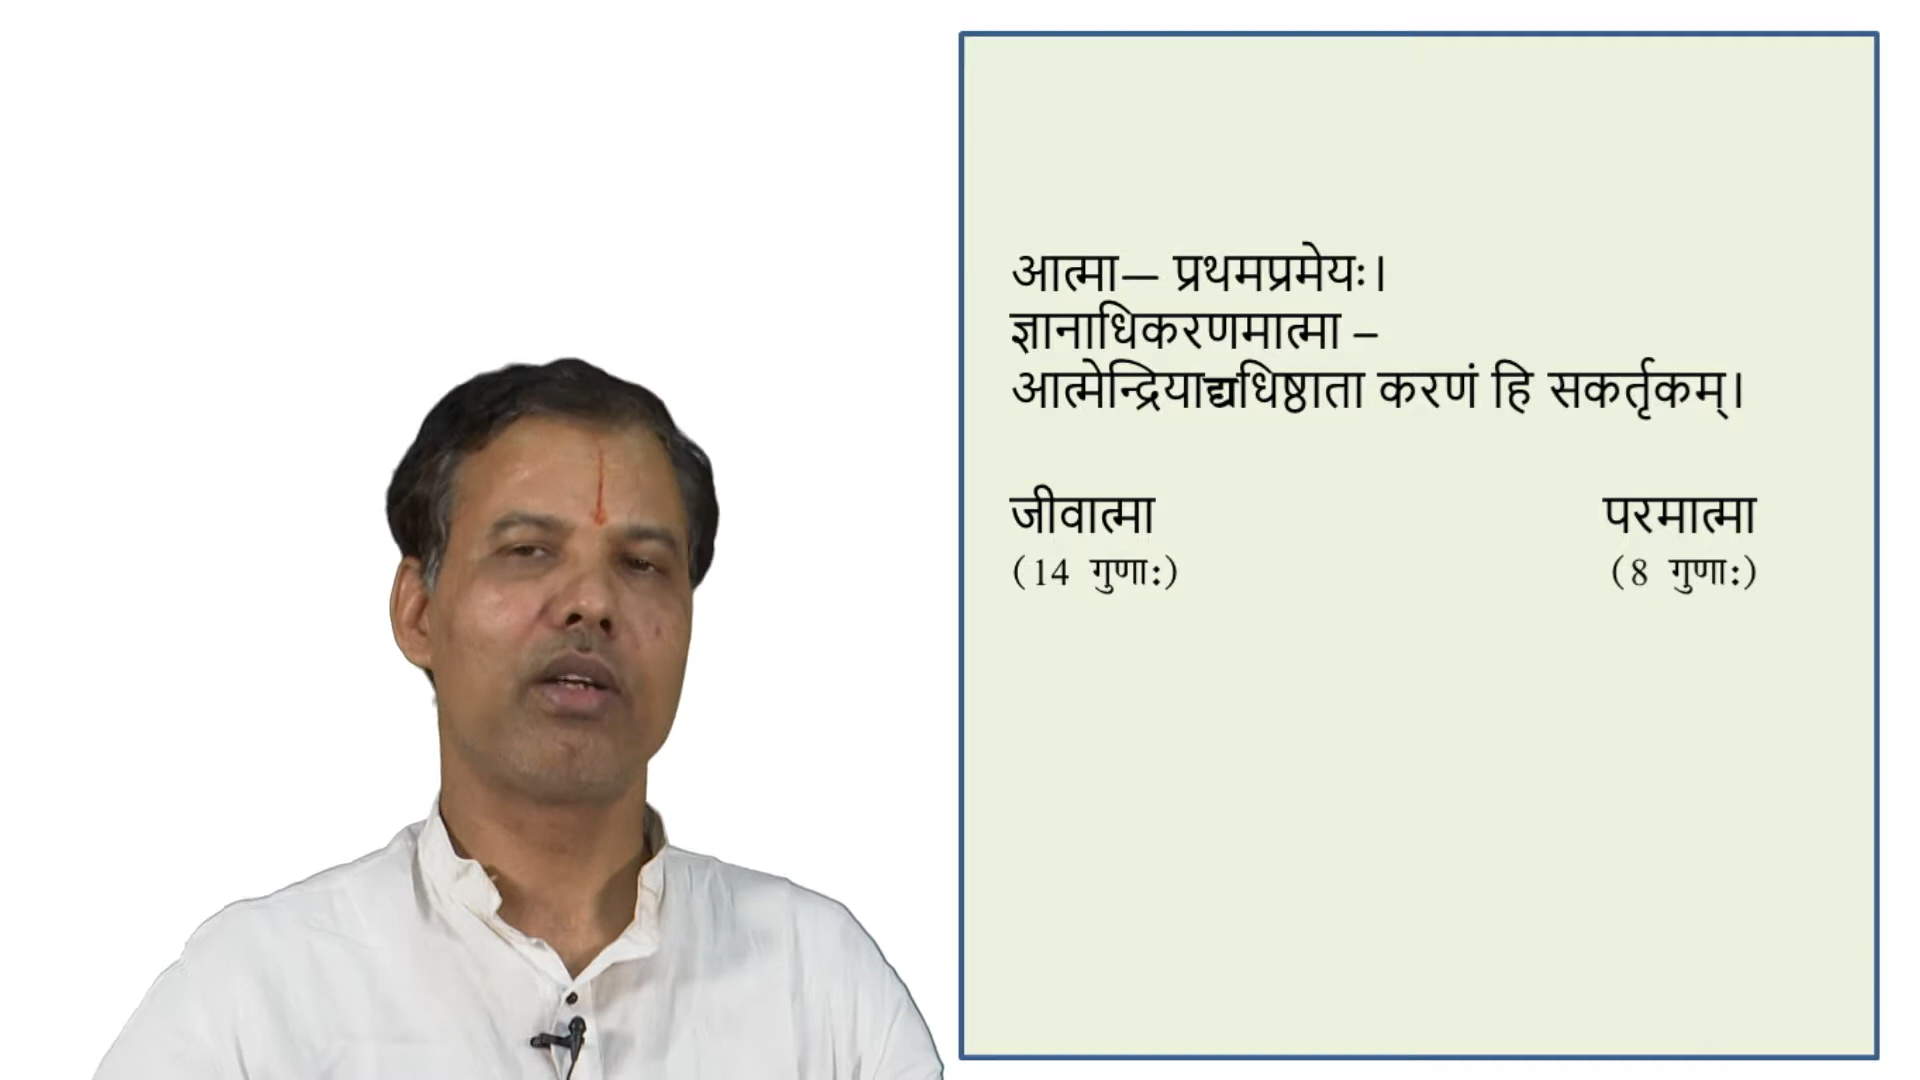 आत्मा— प्रथमप्रमेयः।
ज्ञानाधिकरणमात्मा –
आत्मेन्द्रियाद्यधिष्ठाता करणं हि सकर्तृकम्।
जीवात्मा परमात्मा
(14 गुणा:) (8 गुणा:)